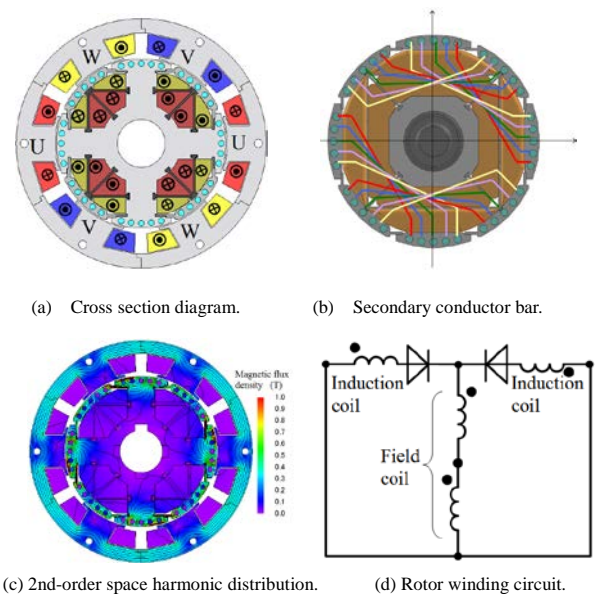 W
V
U
U
V
W
(a) Cross section diagram.
(b) Secondary conductor bar.
Magnetic flux
density (T)
1.0
0.9
0.8
0.7
0.6
0.5
0.4
0.3
0.2
0.1
0.0
Induction
coil
Induction
coil
Field
coil
(c) 2nd-order space harmonic distribution.
(d) Rotor winding circuit.